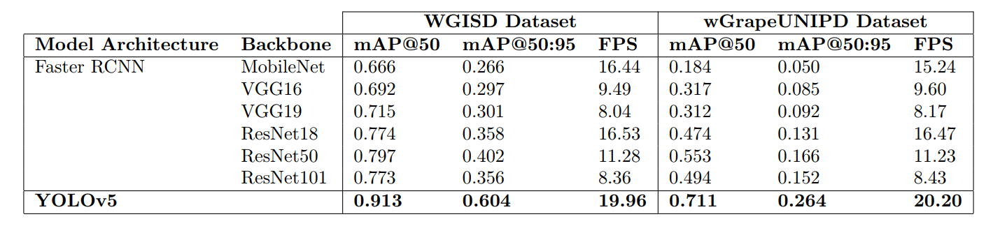 WGISD Dataset wGrapeUNIPD Dataset
Model Architecture Backbone mAP@50 mAP@50:95 FPS mAP@50 mAP@50:95 FPS
Faster RCNN MobileNet 0.666 0.266 16.44 0.184 0.050 15.24
VGG16 0.692 0.297 9.49 0.317 0.085 9.60
VGG19 0.715 0.301 8.04 0.312 0.092 8.17
ResNet18 0.774 0.358 16.53 0.474 0.131 16.47
ResNet50 0.797 0.402 11.28 0.553 0.166 11.23
ResNet101 0.773 0.356 8.36 0.494 0.152 8.43
YOLOv5 0.913 0.604 19.96 0.711 0.264 20.20